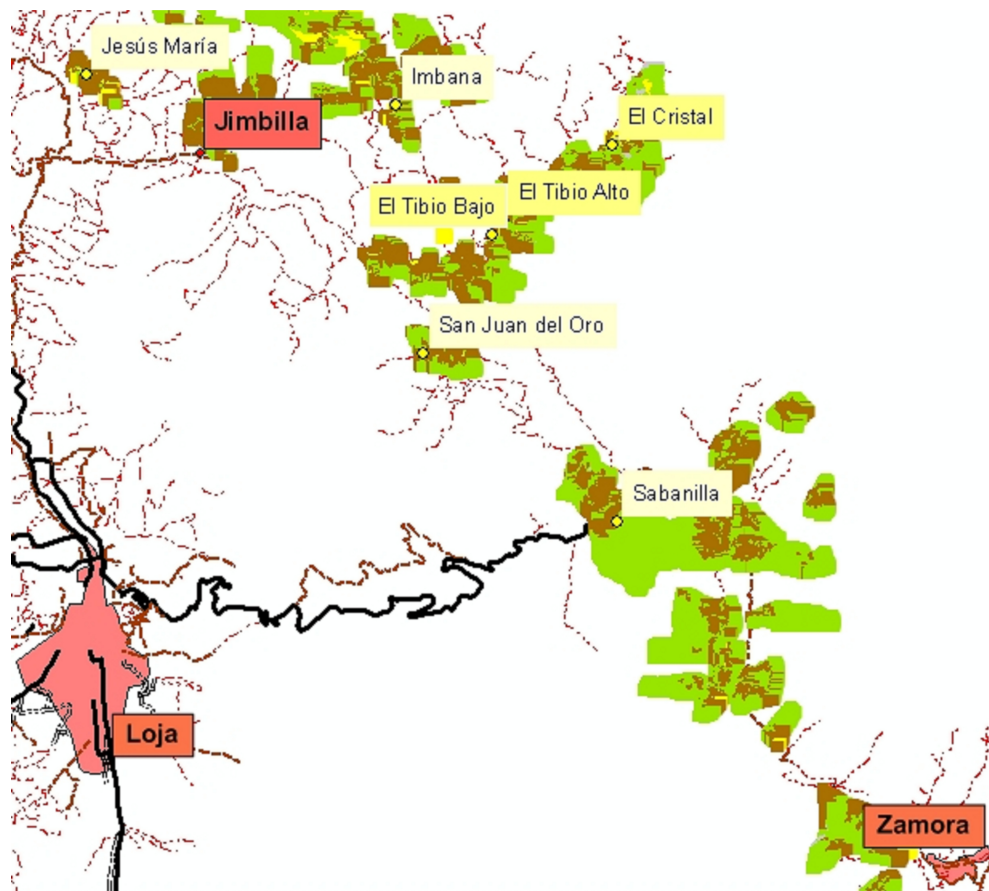 Jesús María
Imbana
Jimbilla
El Cristal
El Tibio Alto
El Tibio Bajo
San Juan del Oro
Sabanilla
Loja
Zamora